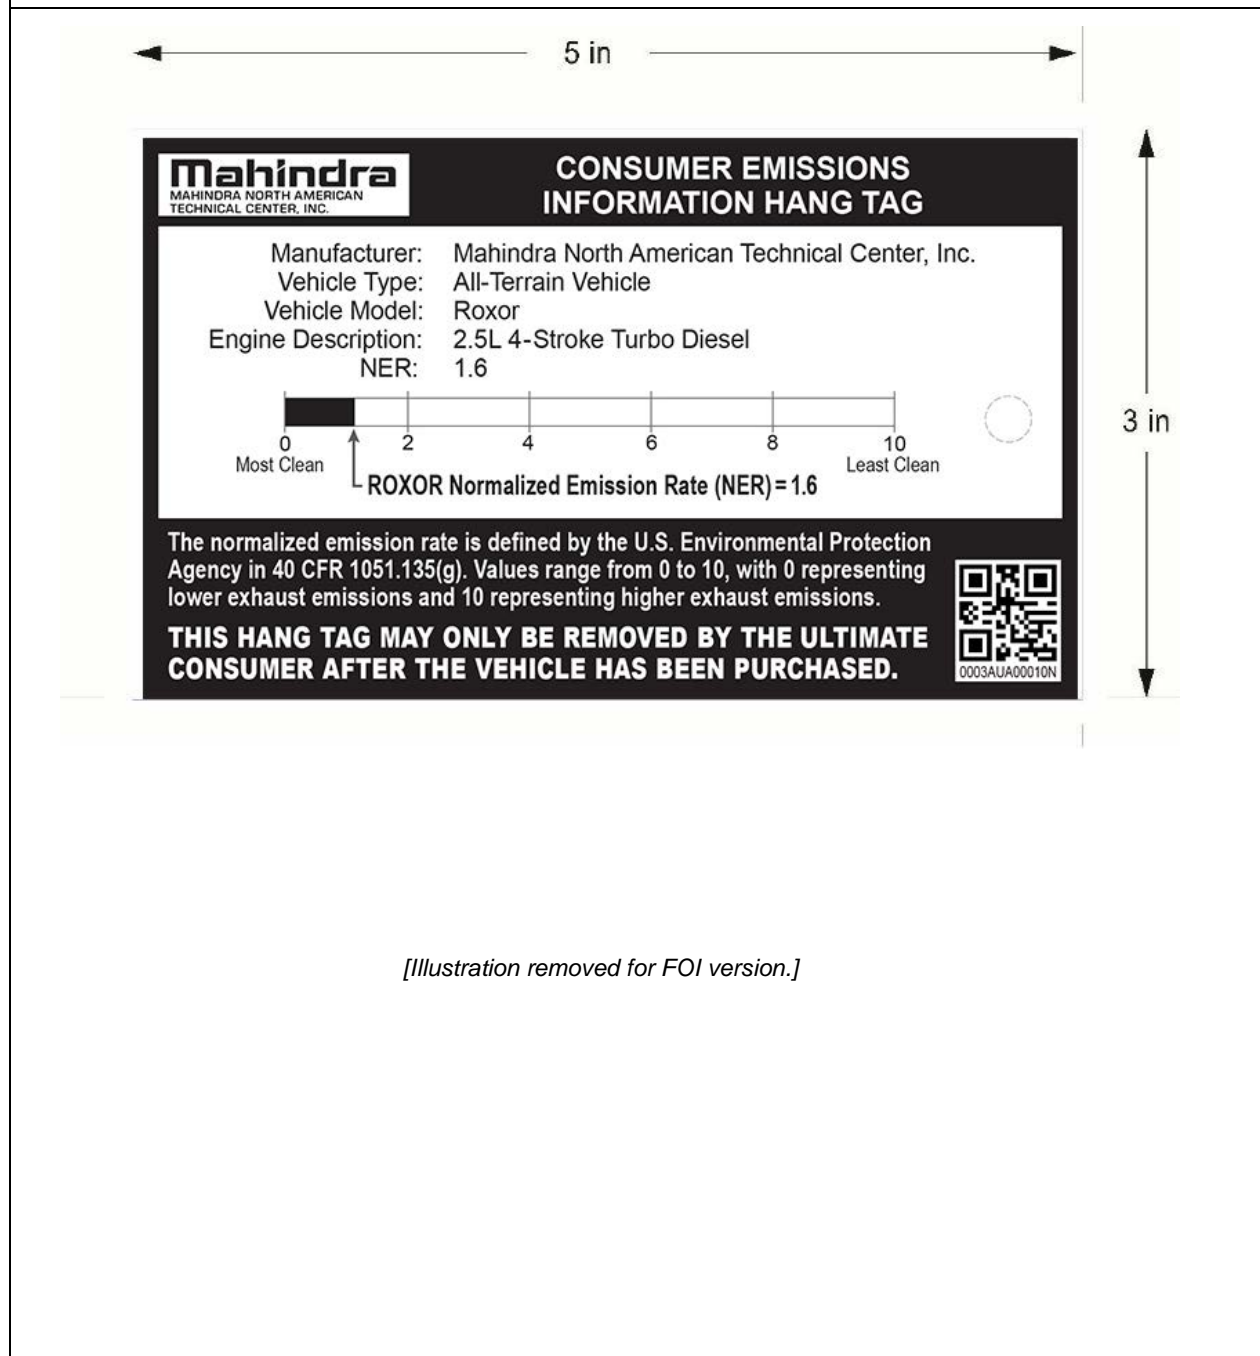 5 in
Mahindra
MAHINDRA NORTH AMERICAN
TECHNICAL CENTER, INC.
CONSUMER EMISSIONS
INFORMATION HANG TAG
Manufacturer: Mahindra North American Technical Center, Inc.
Vehicle Type: All-Terrain Vehicle
Vehicle Model: Roxor
Engine Description: 2.5L 4-Stroke Turbo Diesel
NER: 1.6
0 2 4 6 8 10
Most Clean Least Clean
ROXOR Normalized Emission Rate (NER) = 1.6
3 in
The normalized emission rate is defined by the U.S. Environmental Protection
Agency in 40 CFR 1051.135(g). Values range from 0 to 10, with 0 representing
lower exhaust emissions and 10 representing higher exhaust emissions.
THIS HANG TAG MAY ONLY BE REMOVED BY THE ULTIMATE
CONSUMER AFTER THE VEHICLE HAS BEEN PURCHASED.
0003AUA00010N
[Illustration removed for FOI version.]